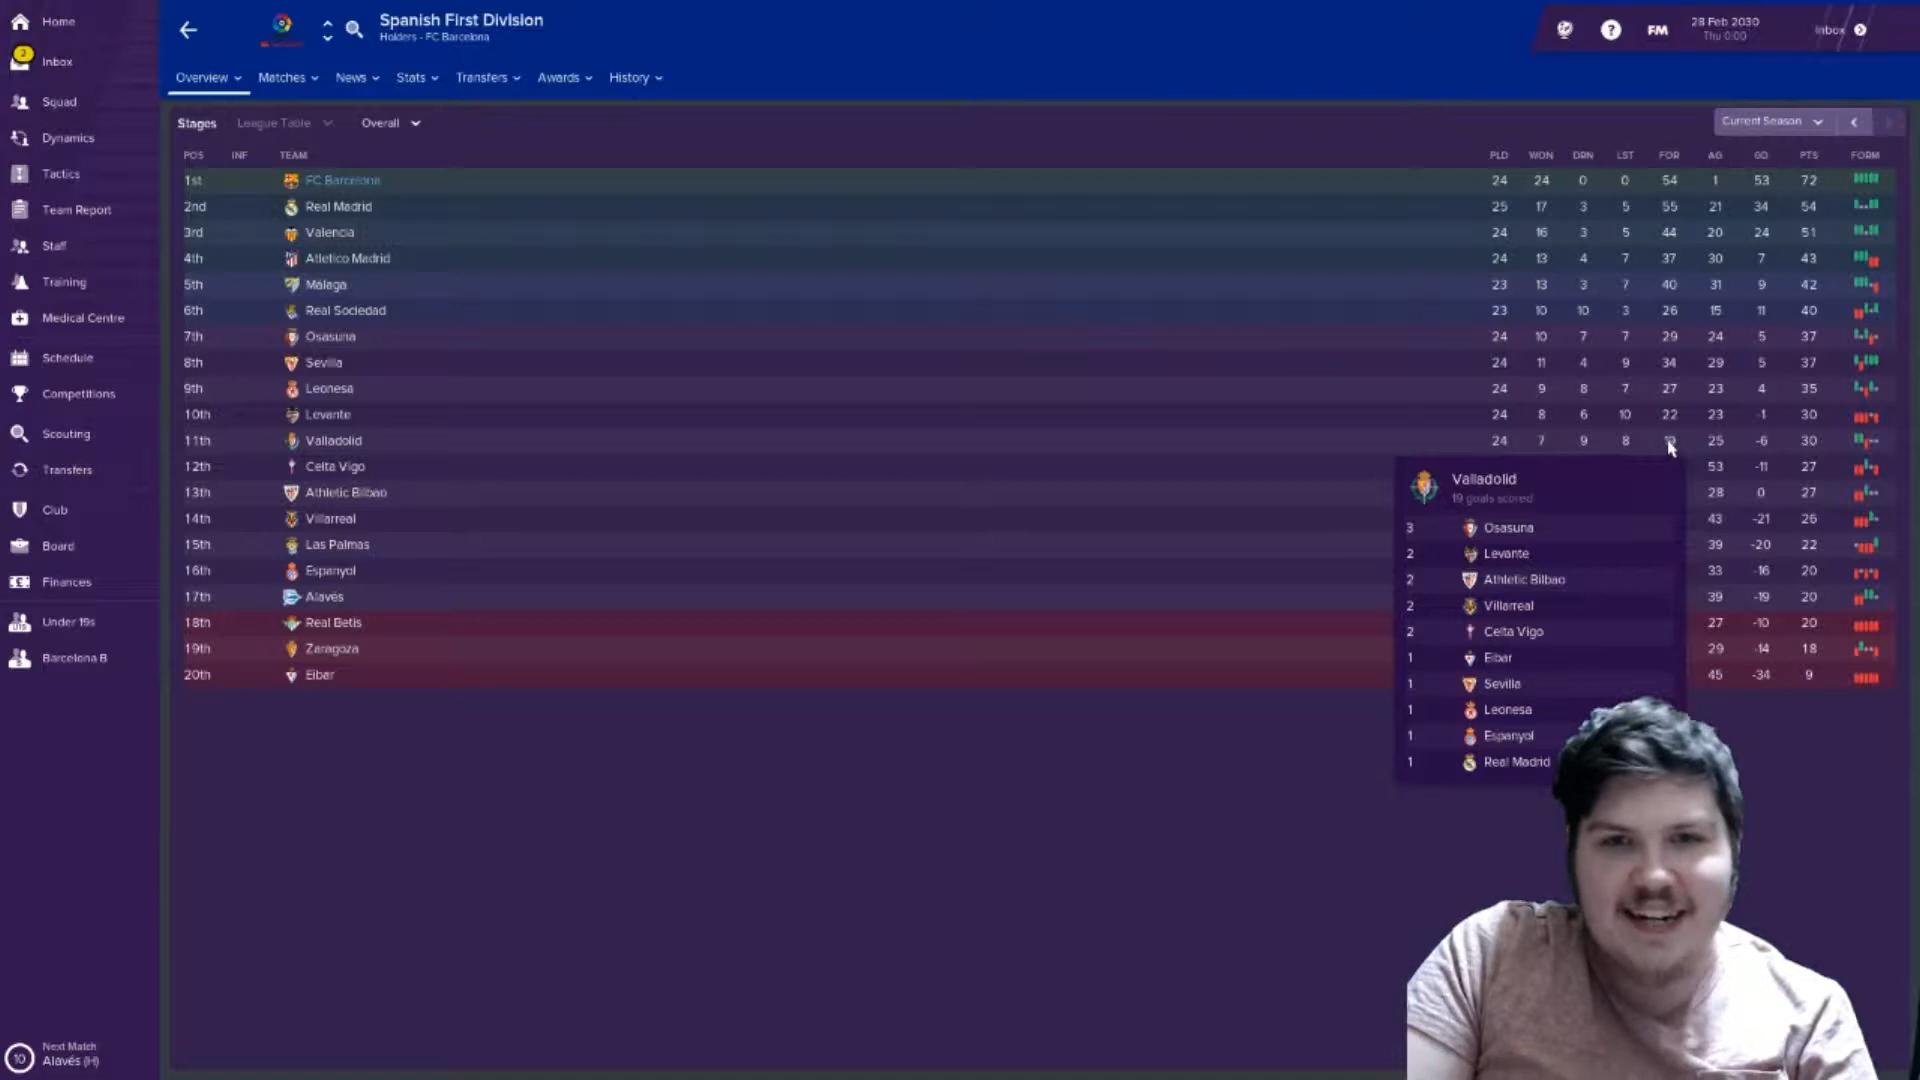 Home
2
Inbox
Squad
Dynamics
Tactics
Team Report
Staff
Training
Medical Centre
Schedule
Competitions
Scouting
Transfers
Club
Board
Finances
Under 19s
Barcelona B
10
Next Match
Alavés (H)
Spanish First Division
Holders - FC Barcelona
? FM 28 Feb 2030 Inbox
Thu 0:00
Overview Matches News Stats Transfers Awards History
Stages League Table Overall Current Season
POS INF TEAM PLD WON DRN LST FOR AG GD PTS FORM
1st FC Barcelona 24 24 0 0 54 1 53 72
2nd Real Madrid 25 17 3 5 55 21 34 54
3rd Valencia 24 16 3 5 44 20 24 51
4th Atletico Madrid 24 13 4 7 37 30 7 43
5th Málaga 23 13 3 7 40 31 9 42
6th Real Sociedad 23 10 10 3 26 15 11 40
7th Osasuna 24 10 7 7 29 24 5 37
8th Sevilla 24 11 4 9 34 29 5 37
9th Leonesa 24 9 8 7 27 23 4 35
10th Levante 24 8 6 10 22 23 -1 30
11th Valladolid 24 7 9 8 25 -6 30
12th Celta Vigo 53 -11 27
13th Athletic Bilbao 28 0 27
14th Villarreal 43 -21 26
15th Las Palmas 39 -20 22
16th Espanyol 33 -16 20
17th Alavés 39 -19 20
18th Real Betis 27 -10 20
19th Zaragoza 29 -14 18
20th Eibar 45 -34 9
Valladolid
19 goals scored
3 Osasuna
2 Levante
2 Athletic Bilbao
2 Villarreal
2 Celta Vigo
1 Eibar
1 Sevilla
1 Leonesa
1 Espanyol
1 Real Madrid